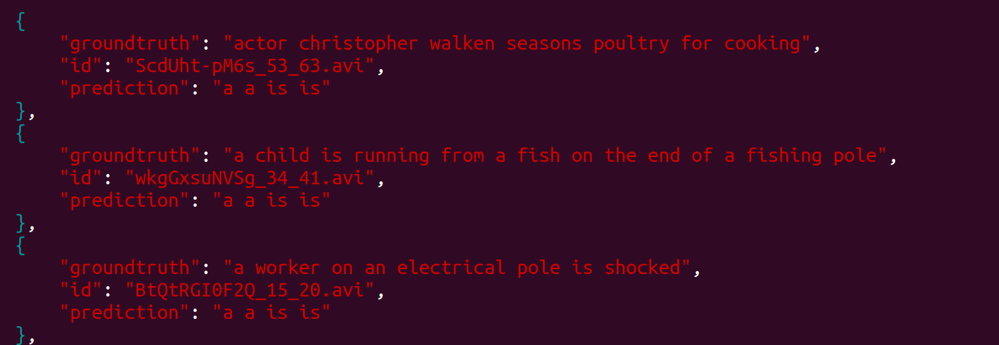 {
    "groundtruth": "actor christopher walken seasons poultry for cooking",
    "id": "ScdUht-pM6s_53_63.avi",
    "prediction": "a a is is"
},
{
    "groundtruth": "a child is running from a fish on the end of a fishing pole",
    "id": "wkgGxsuNVSg_34_41.avi",
    "prediction": "a a is is"
},
{
    "groundtruth": "a worker on an electrical pole is shocked",
    "id": "BtQtRGI0F2Q_15_20.avi",
    "prediction": "a a is is"
},